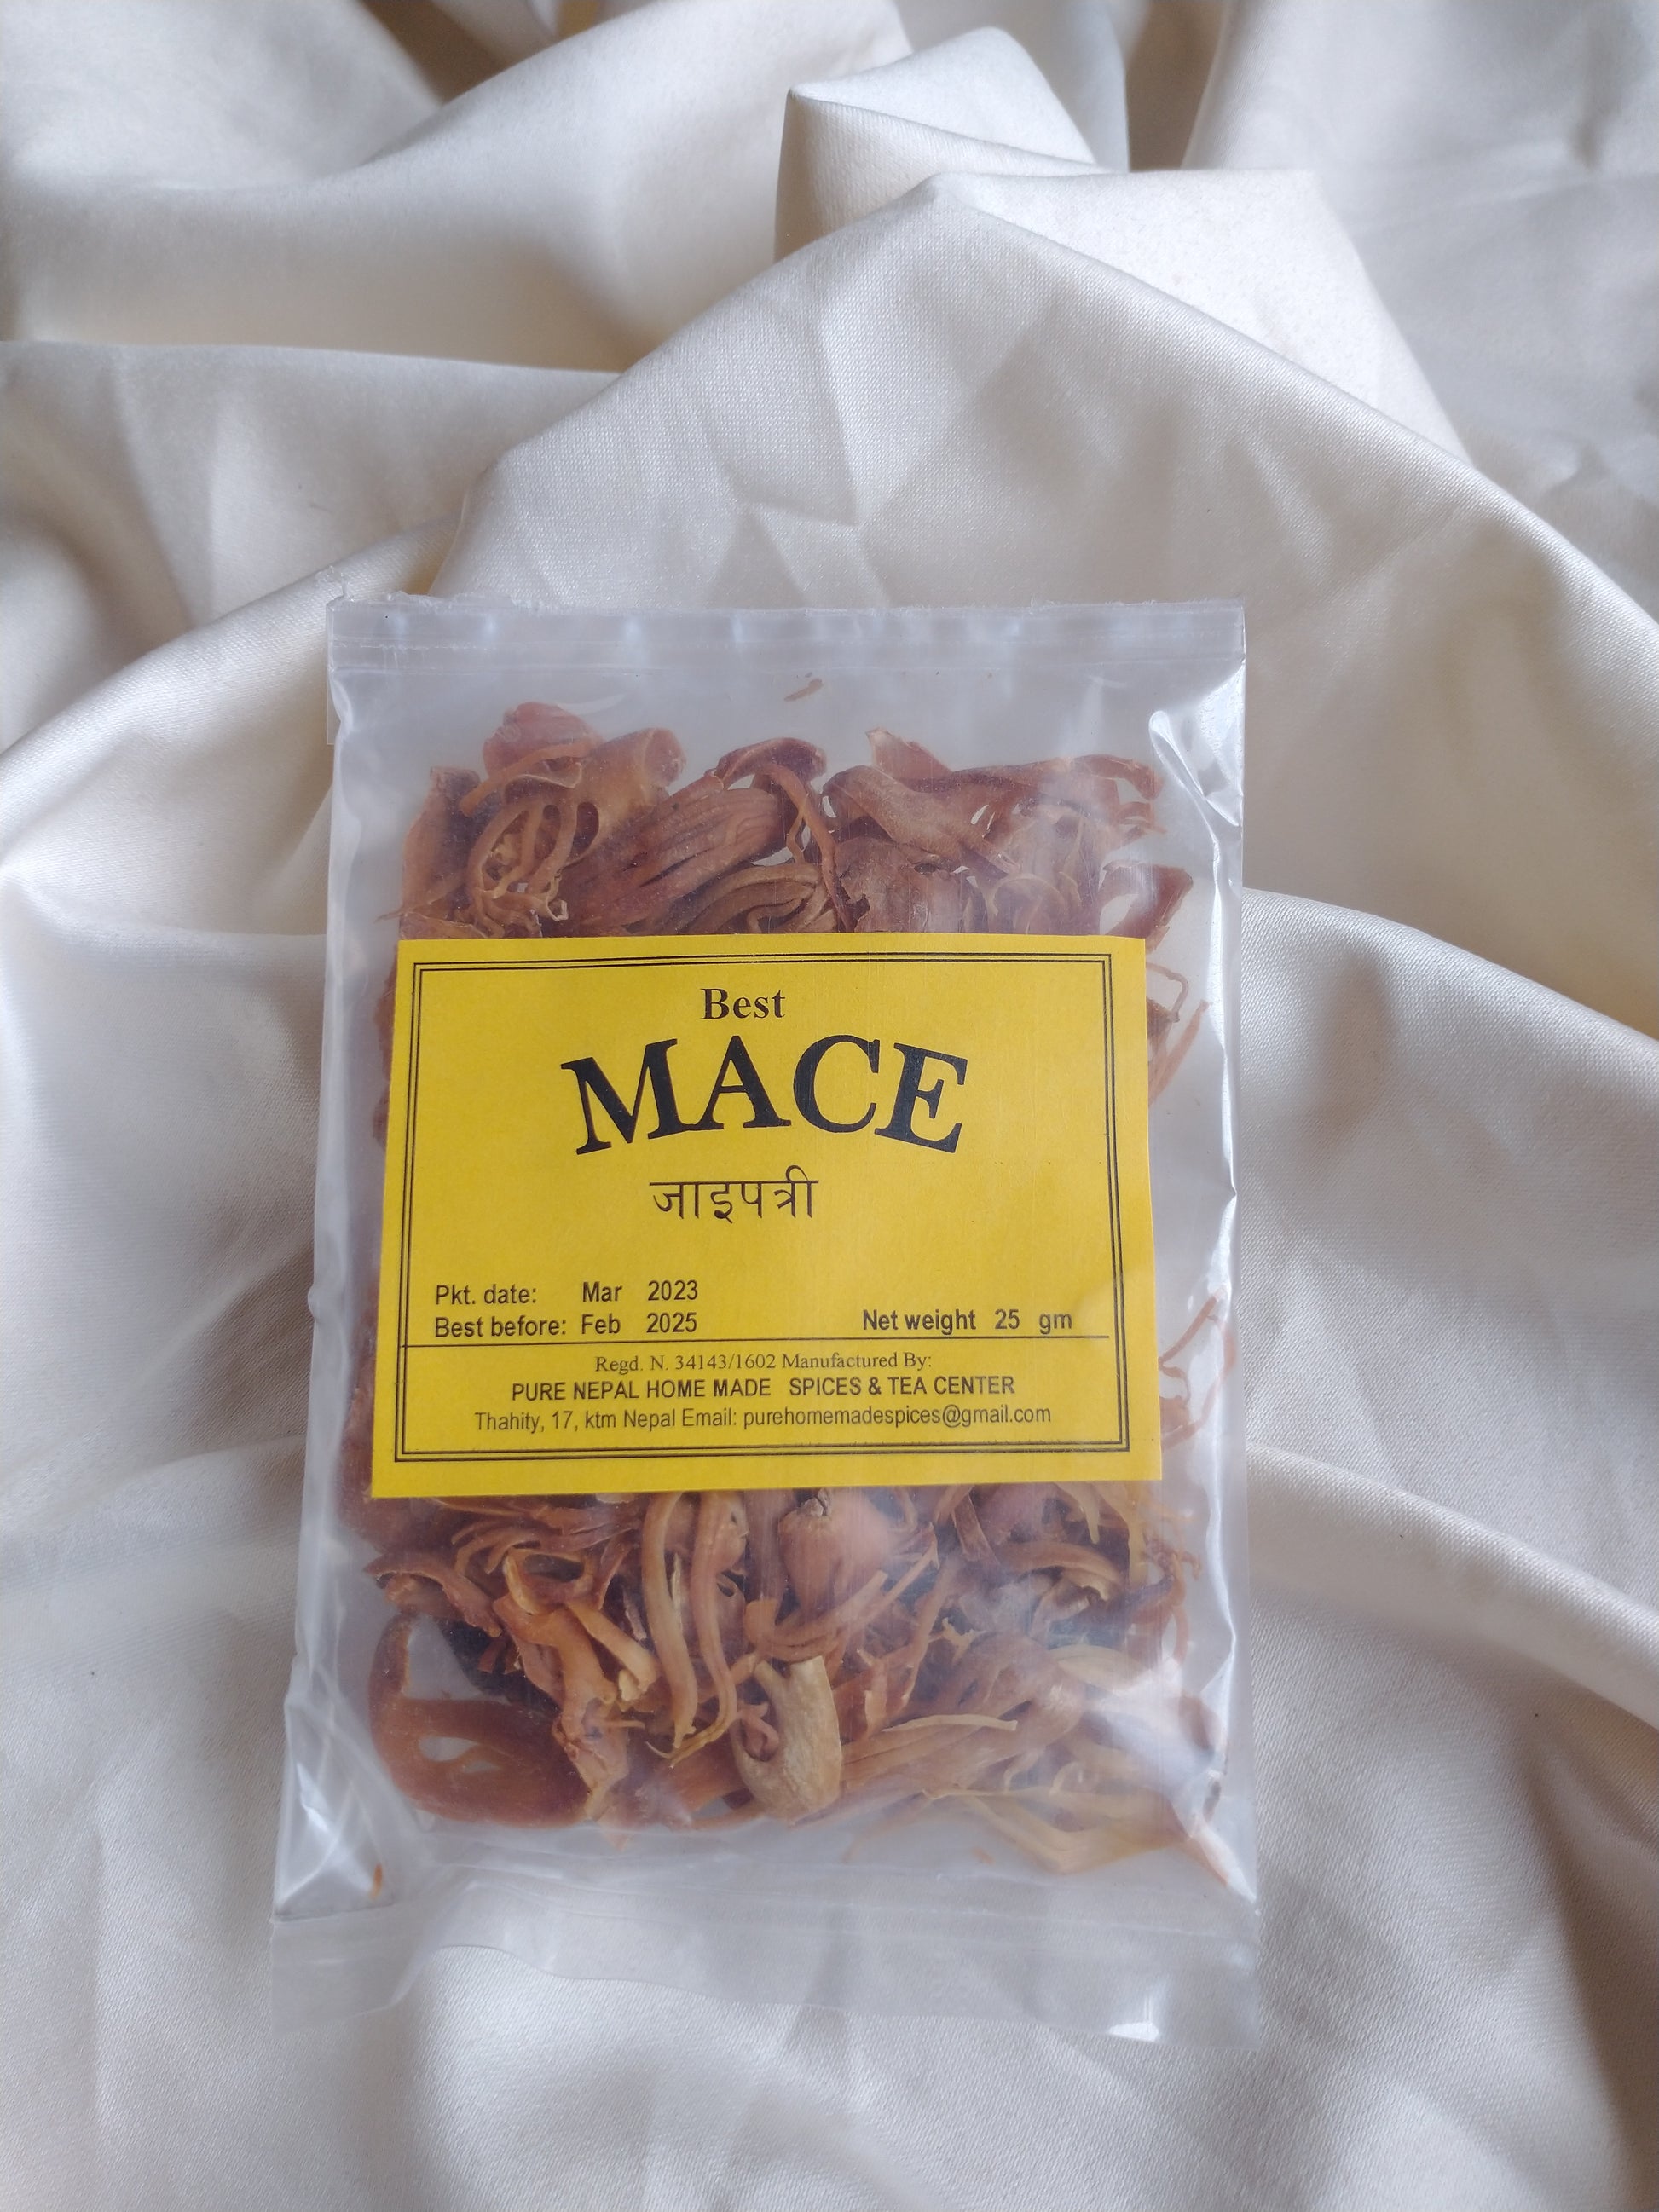 Best
MACE
जाइपत्री
Pkt. date: Mar 2023
Best before: Feb 2025 Net weight 25 gm
Regd. N. 34143/1602 Manufactured By:
PURE NEPAL HOME MADE SPICES & TEA CENTER
Thahity, 17, ktm Nepal Email: purehomemadespices@gmail.com